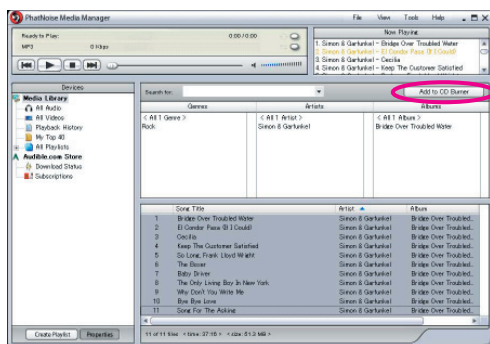 PhatNoise Media Manager
File View Tools Help
Ready to Play:
0:00 / 0:00
MP3 0 Kbps
Now Playing
1. Simon & Garfunkel - Bridge Over Troubled Water
2. Simon & Garfunkel - El Condor Pasa (If I Could)
3. Simon & Garfunkel - Cecilia
4. Simon & Garfunkel - Keep The Customer Satisfied
Devices
Media Library
All Audio
All Videos
Playback History
My Top 40
All Playlists
Audible.com Store
Download Status
Subscriptions
Search for:
Add to CD Burner
Genres Artists Albums
< All 1 Genre > < All 1 Artist > < All 1 Album >
Rock Simon & Garfunkel Bridge Over Troubled Water
Song Title Artist Album
1 Bridge Over Troubled Water Simon & Garfunkel Bridge Over Troubled..
2 El Condor Pasa (If I Could) Simon & Garfunkel Bridge Over Troubled..
3 Cecilia Simon & Garfunkel Bridge Over Troubled..
4 Keep The Customer Satisfied Simon & Garfunkel Bridge Over Troubled..
5 So Long, Frank Lloyd Wright Simon & Garfunkel Bridge Over Troubled..
6 The Boxer Simon & Garfunkel Bridge Over Troubled..
7 Baby Driver Simon & Garfunkel Bridge Over Troubled..
8 The Only Living Boy In New York Simon & Garfunkel Bridge Over Troubled..
9 Why Don't You Write Me Simon & Garfunkel Bridge Over Troubled..
10 Bye Bye Love Simon & Garfunkel Bridge Over Troubled..
11 Song For The Asking Simon & Garfunkel Bridge Over Troubled..
Create Playlist Properties
11 of 11 files < time: 37:16 > < size: 51.3 MB >